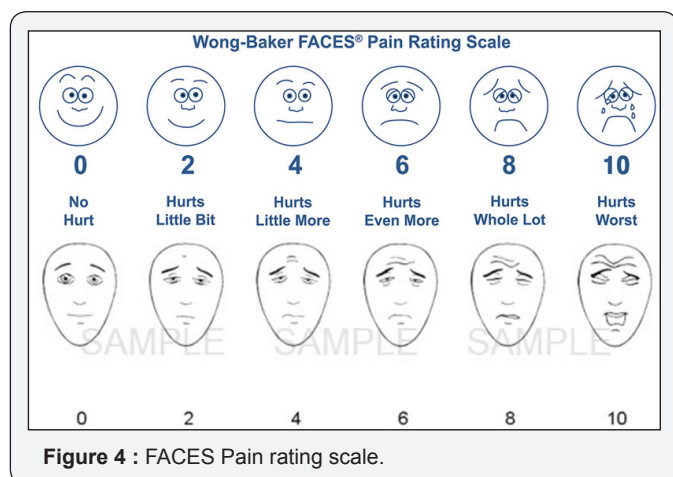 Wong-Baker FACES® Pain Rating Scale
0 2 4 6 8 10
No Hurts Hurts Hurts Hurts Hurts
Hurt Little Bit Little More Even More Whole Lot Worst
SAMPLE SAMPLE SAMPLE
0 2 4 6 8 10
Figure 4 : FACES Pain rating scale.